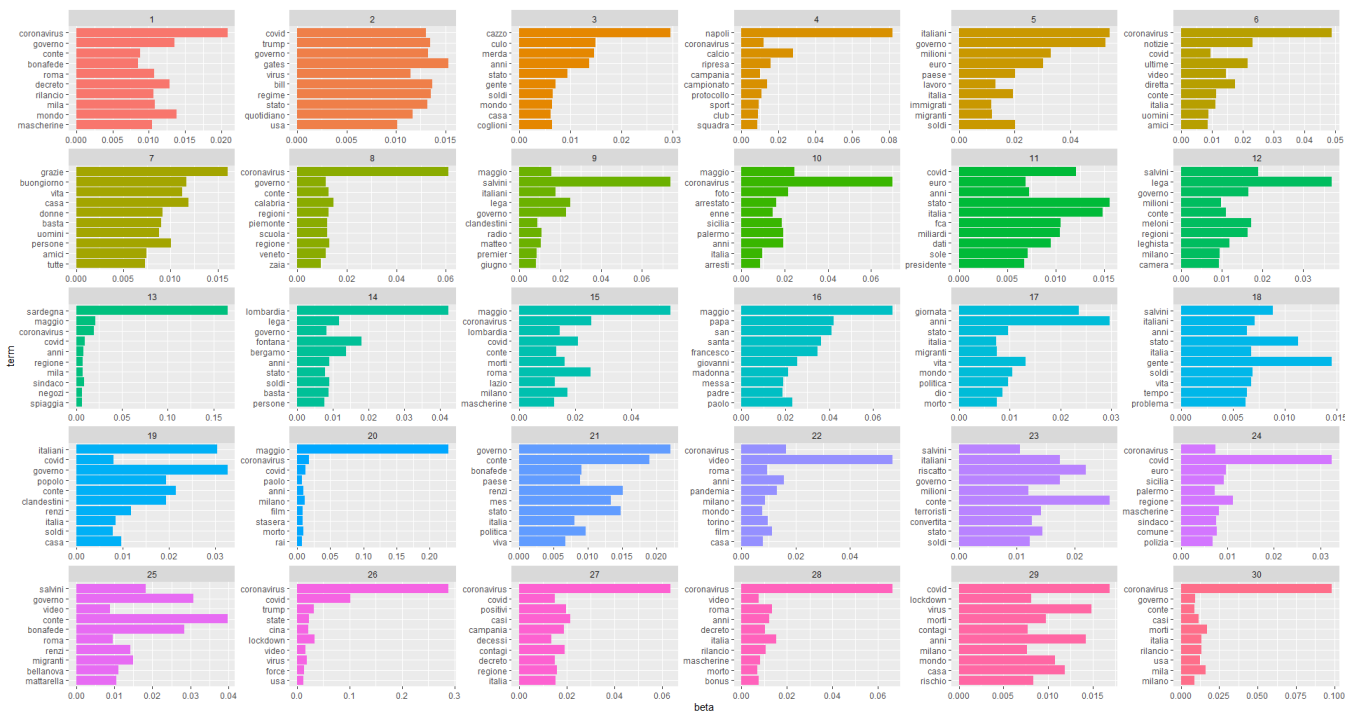 1
coronavirus
governo
conte
bonafede
roma
decreto
rilancio
mila
mondo
mascherine
0.000 0.005 0.010 0.015 0.020
2
covid
trump
governo
gates
virus
bill
regime
stato
quotidiano
usa
0.000 0.005 0.010 0.015
3
cazzo
culo
merda
anni
stato
gente
soldi
mondo
casa
coglioni
0.00 0.01 0.02 0.03
4
napoli
coronavirus
calcio
ripresa
campania
campionato
protocollo
sport
club
squadra
0.00 0.02 0.04 0.06 0.08
5
italiani
governo
milioni
euro
paese
lavoro
italia
immigrati
migranti
soldi
0.00 0.02 0.04
6
coronavirus
notizie
covid
ultime
video
diretta
conte
italia
uomini
amici
0.00 0.01 0.02 0.03 0.04 0.05
7
grazie
buongiorno
vita
casa
donne
basta
uomini
persone
amici
tutte
0.000 0.005 0.010 0.015
8
coronavirus
governo
conte
calabria
regioni
piemonte
scuola
regione
veneto
zaia
0.00 0.02 0.04 0.06
9
maggio
salvini
italiani
lega
governo
clandestini
radio
matteo
premier
giugno
0.00 0.02 0.04 0.06
10
maggio
coronavirus
foto
arrestato
enne
sicilia
palermo
anni
italia
arresti
0.00 0.02 0.04 0.06
11
covid
euro
anni
stato
italia
fca
miliardi
dati
sole
presidente
0.000 0.005 0.010 0.015
12
salvini
lega
governo
milioni
conte
meloni
regioni
leghista
milano
camera
0.00 0.01 0.02 0.03
13
sardegna
maggio
coronavirus
covid
anni
regione
mila
sindaco
negozi
spiaggia
0.00 0.05 0.10 0.15
14
lombardia
lega
governo
fontana
bergamo
anni
stato
soldi
basta
persone
0.00 0.01 0.02 0.03 0.04
15
maggio
coronavirus
lombardia
covid
conte
morti
roma
lazio
milano
mascherine
0.00 0.02 0.04
16
maggio
papa
san
santa
francesco
giovanni
madonna
messa
padre
paolo
0.00 0.02 0.04 0.06
17
giornata
anni
stato
italia
migranti
vita
mondo
politica
dio
morto
0.00 0.01 0.02 0.03
18
salvini
italiani
anni
stato
italia
gente
soldi
vita
tempo
problema
0.000 0.005 0.010 0.015
19
italiani
covid
governo
popolo
conte
clandestini
renzi
italia
soldi
casa
0.00 0.01 0.02 0.03
20
maggio
coronavirus
covid
popolo
anni
milano
film
stasera
morto
rai
0.00 0.05 0.10 0.15 0.20
21
governo
conte
bonafede
paese
renzi
mes
stato
italia
politica
viva
0.000 0.005 0.010 0.015 0.020
22
coronavirus
video
roma
anni
pandemia
milano
mondo
torino
film
casa
0.00 0.02 0.04
23
salvini
italiani
riscatto
governo
milioni
conte
terroristi
convertita
stato
soldi
0.00 0.01 0.02
24
coronavirus
covid
euro
sicilia
palermo
regione
mascherine
sindaco
comune
polizia
0.00 0.01 0.02 0.03
25
salvini
governo
video
conte
bonafede
roma
renzi
migranti
bellanova
mattarella
0.00 0.01 0.02 0.03 0.04
26
coronavirus
covid
trump
state
cina
lockdown
video
virus
force
usa
0.0 0.1 0.2 0.3
27
coronavirus
covid
positivi
casi
campania
decessi
contagi
decreto
regione
italia
0.00 0.02 0.04 0.06
28
coronavirus
video
roma
anni
decreto
italia
rilancio
mascherine
morto
bonus
0.00 0.02 0.04 0.06
29
covid
lockdown
virus
morti
contagi
anni
milano
mondo
casa
rischio
0.000 0.005 0.010 0.015
30
coronavirus
governo
conte
casi
morti
italia
rilancio
usa
mila
milano
0.000 0.025 0.050 0.075 0.100
term
beta